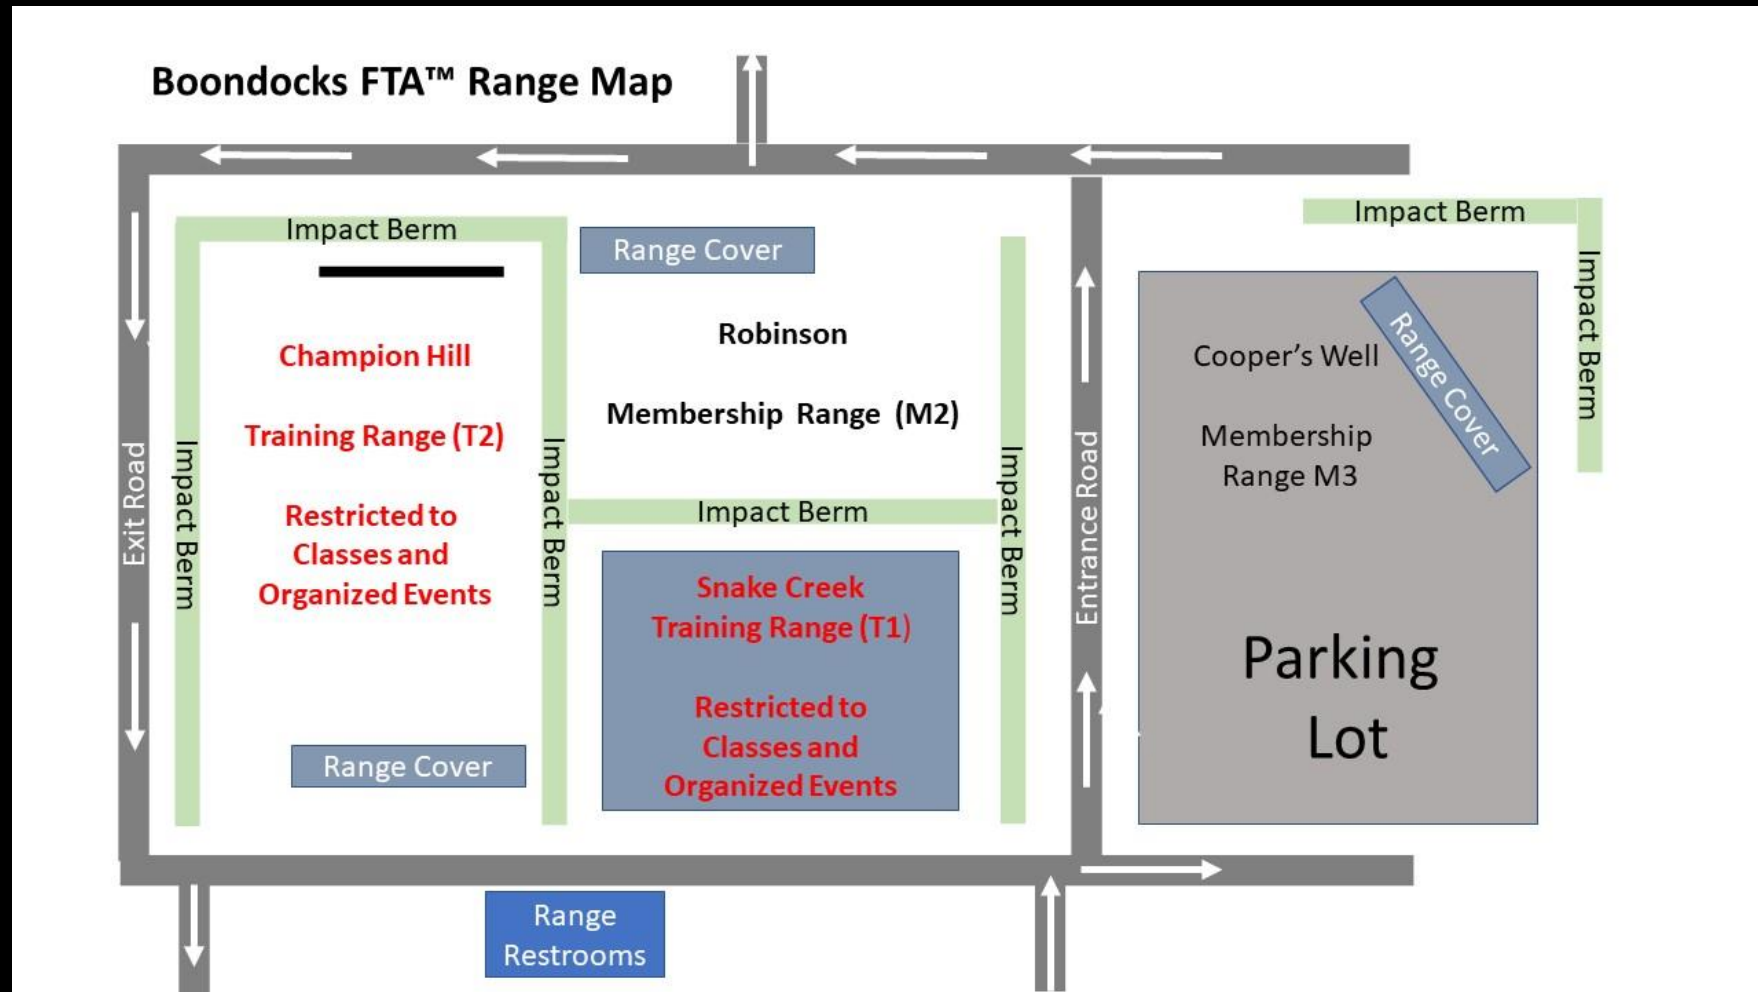 Boondocks FTA™ Range Map
Impact Berm
Range Cover
Impact Berm
Impact Berm
Robinson
Membership Range (M2)
Champion Hill
Training Range (T2)
Restricted to
Classes and
Organized Events
Cooper's Well
Membership
Range M3
Range Cover
Exit Road
Impact Berm
Impact Berm
Impact Berm
Impact Berm
Entrance Road
Snake Creek
Training Range (T1)
Restricted to
Classes and
Organized Events
Parking
Lot
Range Cover
Range
Restrooms